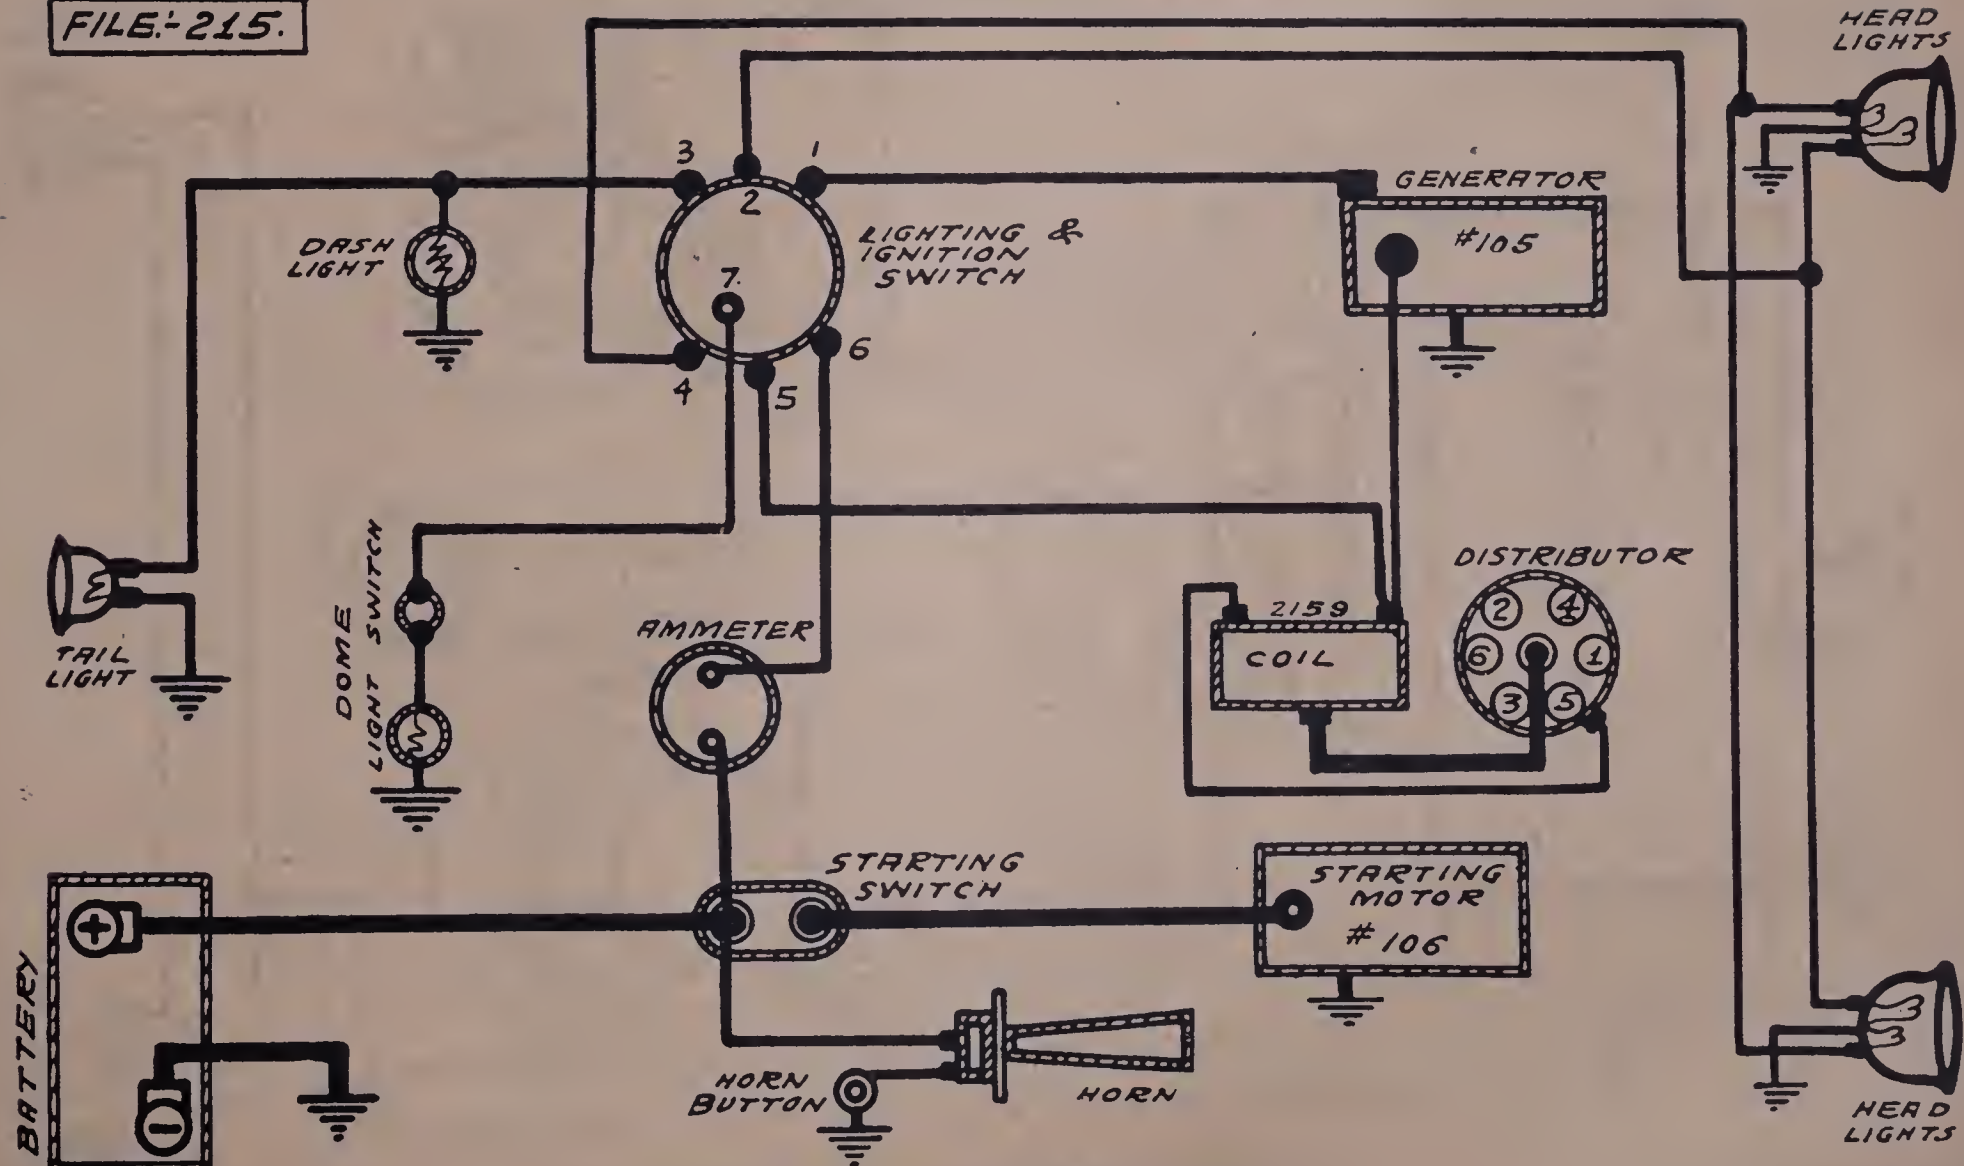 FILE:-215.
HEAD
LIGHTS
3
2
1
GENERATOR
#105
LIGHTING &
IGNITION
SWITCH
DASH
LIGHT
7.
6
4
5
DOME
LIGHT SWITCH
TAIL
LIGHT
AMMETER
2159
COIL
DISTRIBUTOR
2 4
6 1
3 5
STARTING
SWITCH
STARTING
MOTOR
#106
BATTERY
+
-
HORN
BUTTON
HORN
HEAD
LIGHTS